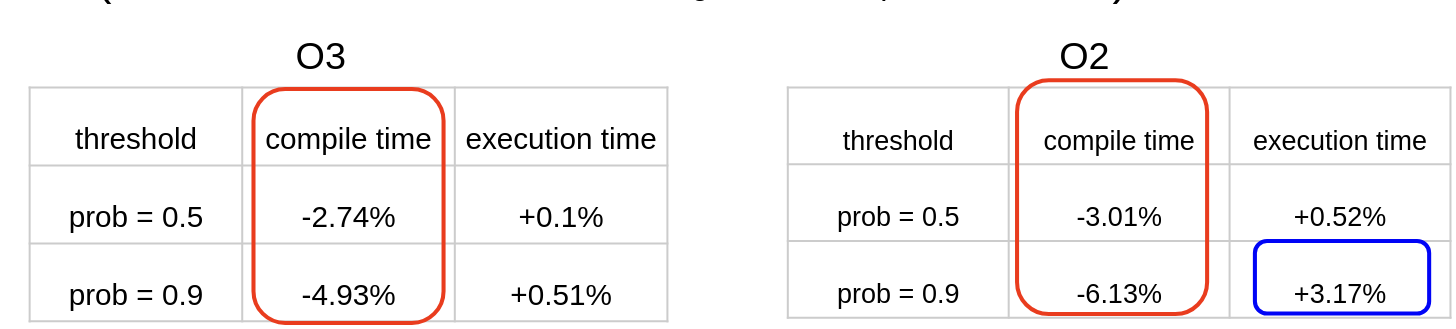 O3
threshold compile time execution time
prob = 0.5 -2.74% +0.1%
prob = 0.9 -4.93% +0.51%
O2
threshold compile time execution time
prob = 0.5 -3.01% +0.52%
prob = 0.9 -6.13% +3.17%